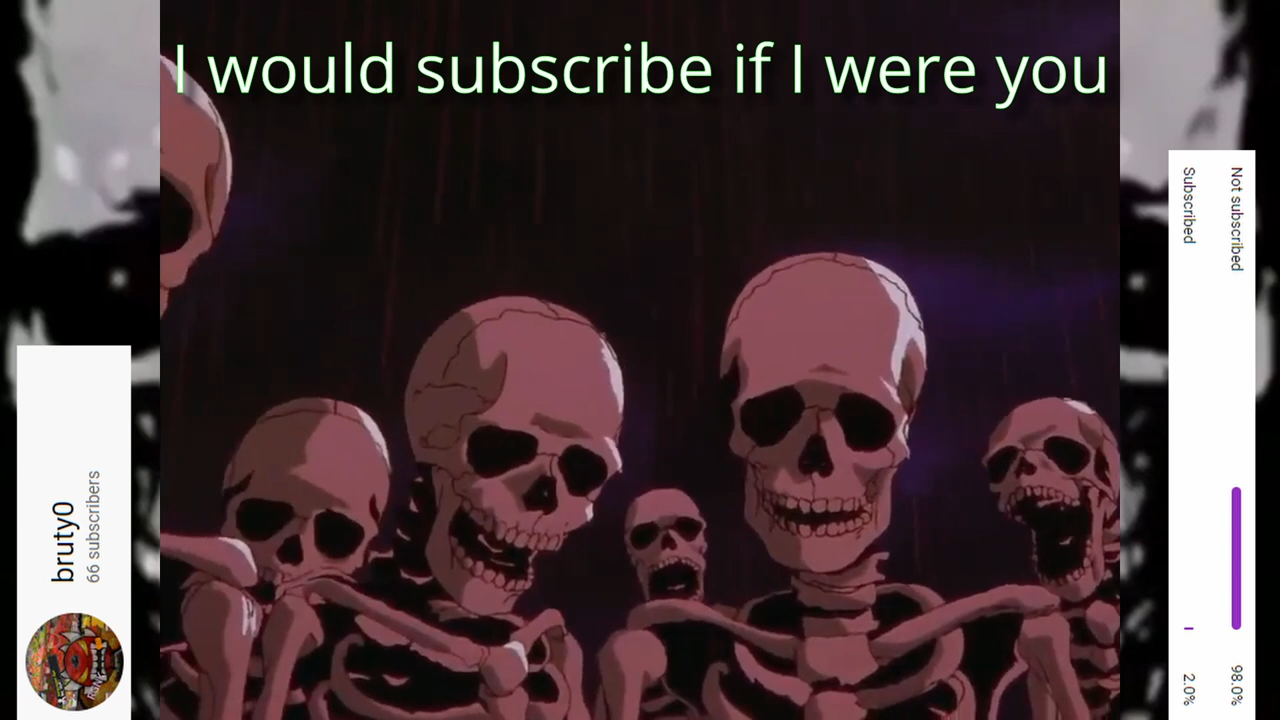 I would subscribe if I were you
bruty0
66 subscribers
Not subscribed
98.0%
Subscribed
2.0%